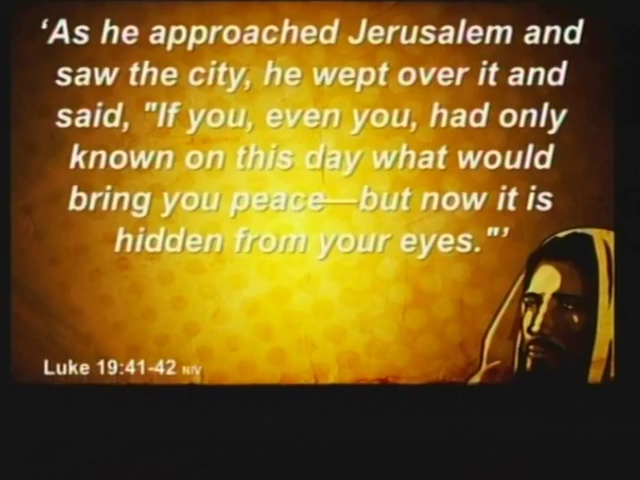 ‘As he approached Jerusalem and
saw the city, he wept over it and
said, "If you, even you, had only
known on this day what would
bring you peace—but now it is
hidden from your eyes."’
Luke 19:41-42 NIV